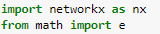 import networkx as nx
from math import e